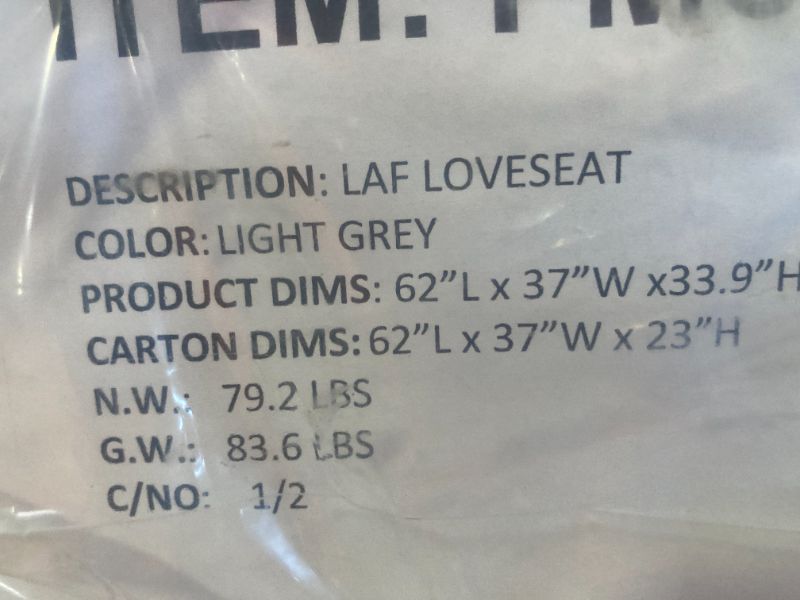 ITEM:
DESCRIPTION: LAF LOVESEAT
COLOR: LIGHT GREY
PRODUCT DIMS: 62”L x 37”W x33.9”H
CARTON DIMS: 62”L x 37”W x 23”H
N.W.: 79.2 LBS
G.W.: 83.6 LBS
C/NO: 1/2